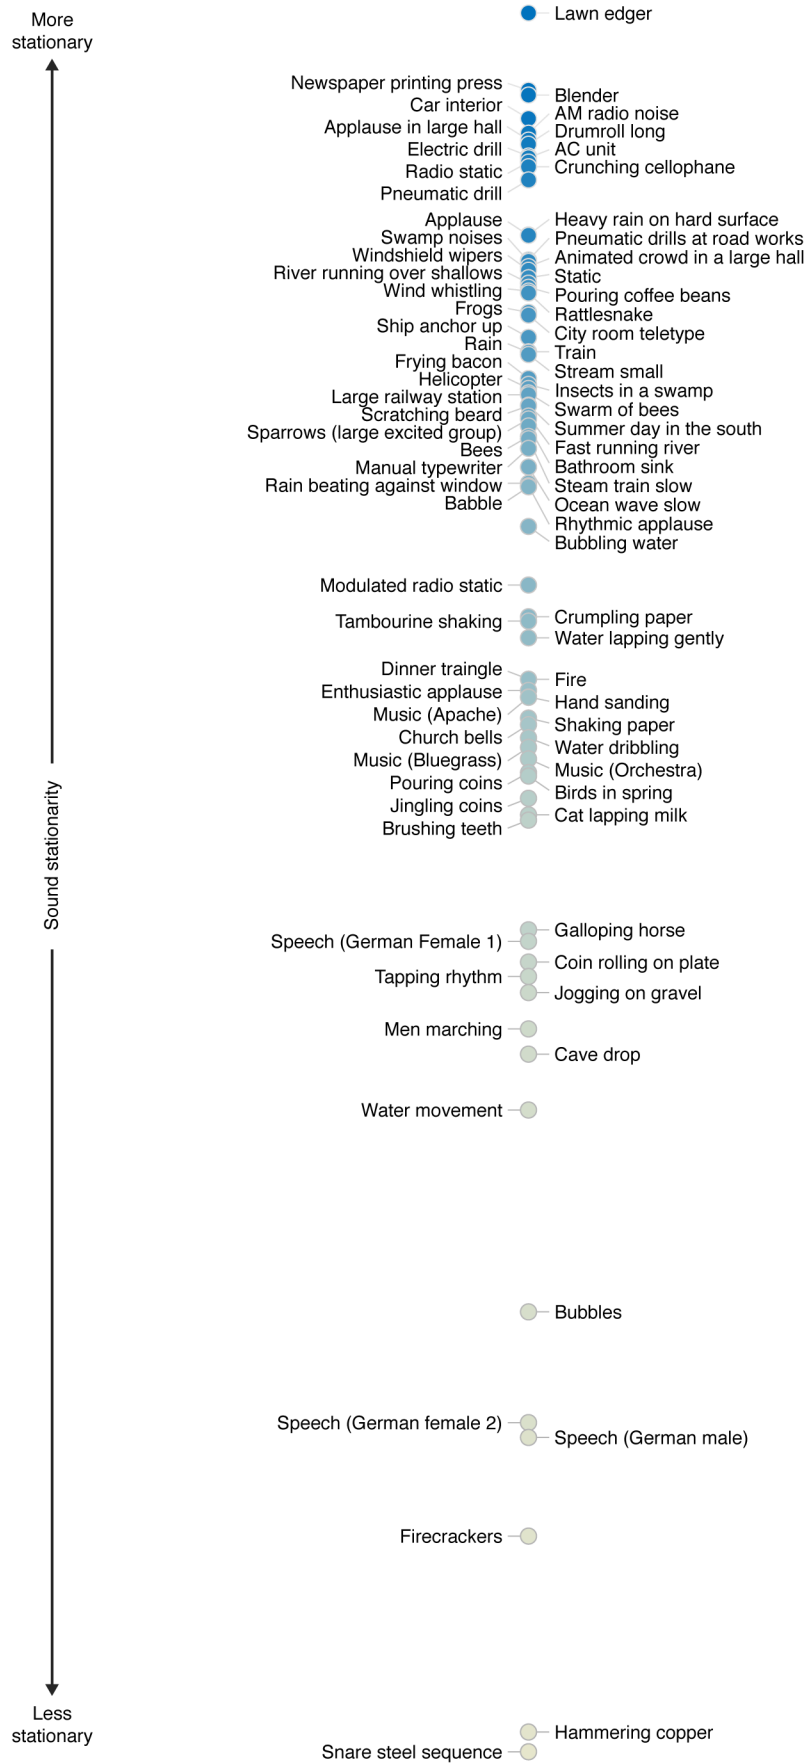 More
stationary
Lawn edger
Newspaper printing press
Blender
Car interior
AM radio noise
Applause in large hall
Drumroll long
Electric drill
AC unit
Radio static
Crunching cellophane
Pneumatic drill
Applause
Heavy rain on hard surface
Swamp noises
Pneumatic drills at road works
Windshield wipers
Animated crowd in a large hall
River running over shallows
Static
Wind whistling
Pouring coffee beans
Frogs
Rattlesnake
Ship anchor up
City room teletype
Rain
Train
Frying bacon
Stream small
Helicopter
Insects in a swamp
Large railway station
Swarm of bees
Scratching beard
Summer day in the south
Sparrows (large excited group)
Fast running river
Bees
Bathroom sink
Manual typewriter
Steam train slow
Rain beating against window
Ocean wave slow
Babble
Rhythmic applause
Bubbling water
Modulated radio static
Crumpling paper
Tambourine shaking
Water lapping gently
Dinner traingle
Fire
Enthusiastic applause
Hand sanding
Music (Apache)
Shaking paper
Church bells
Water dribbling
Music (Bluegrass)
Music (Orchestra)
Pouring coins
Birds in spring
Jingling coins
Cat lapping milk
Brushing teeth
Sound stationarity
Galloping horse
Speech (German Female 1)
Coin rolling on plate
Tapping rhythm
Jogging on gravel
Men marching
Cave drop
Water movement
Bubbles
Speech (German female 2)
Speech (German male)
Firecrackers
Less
stationary
Hammering copper
Snare steel sequence